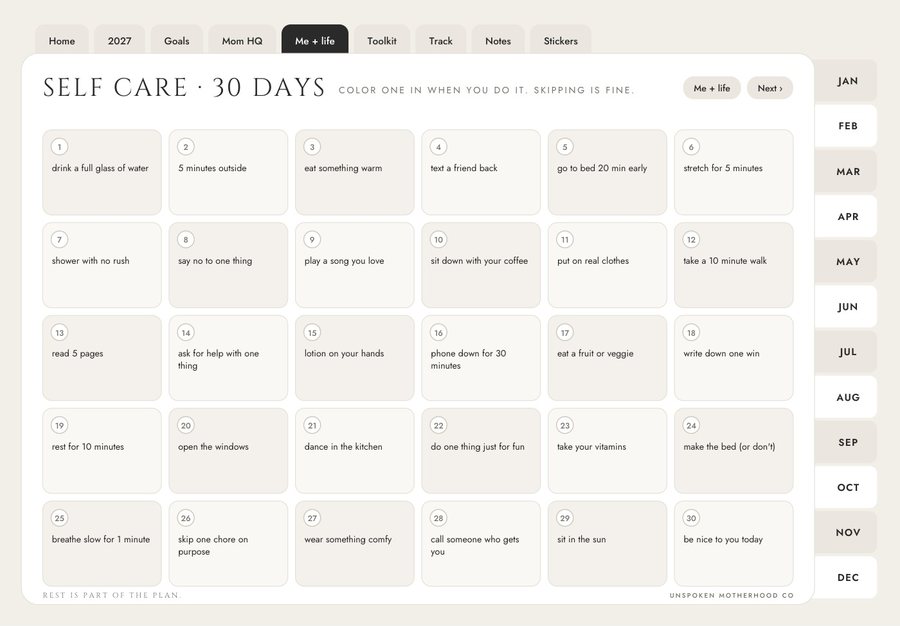 Home
2027
Goals
Mom HQ
Me + life
Toolkit
Track
Notes
Stickers
SELF CARE · 30 DAYS
COLOR ONE IN WHEN YOU DO IT. SKIPPING IS FINE.
Me + life
Next ›
JAN
FEB
MAR
APR
MAY
JUN
JUL
AUG
SEP
OCT
NOV
DEC
1
drink a full glass of water
2
5 minutes outside
3
eat something warm
4
text a friend back
5
go to bed 20 min early
6
stretch for 5 minutes
7
shower with no rush
8
say no to one thing
9
play a song you love
10
sit down with your coffee
11
put on real clothes
12
take a 10 minute walk
13
read 5 pages
14
ask for help with one
thing
15
lotion on your hands
16
phone down for 30
minutes
17
eat a fruit or veggie
18
write down one win
19
rest for 10 minutes
20
open the windows
21
dance in the kitchen
22
do one thing just for fun
23
take your vitamins
24
make the bed (or don't)
25
breathe slow for 1 minute
26
skip one chore on
purpose
27
wear something comfy
28
call someone who gets
you
29
sit in the sun
30
be nice to you today
REST IS PART OF THE PLAN.
UNSPOKEN MOTHERHOOD CO